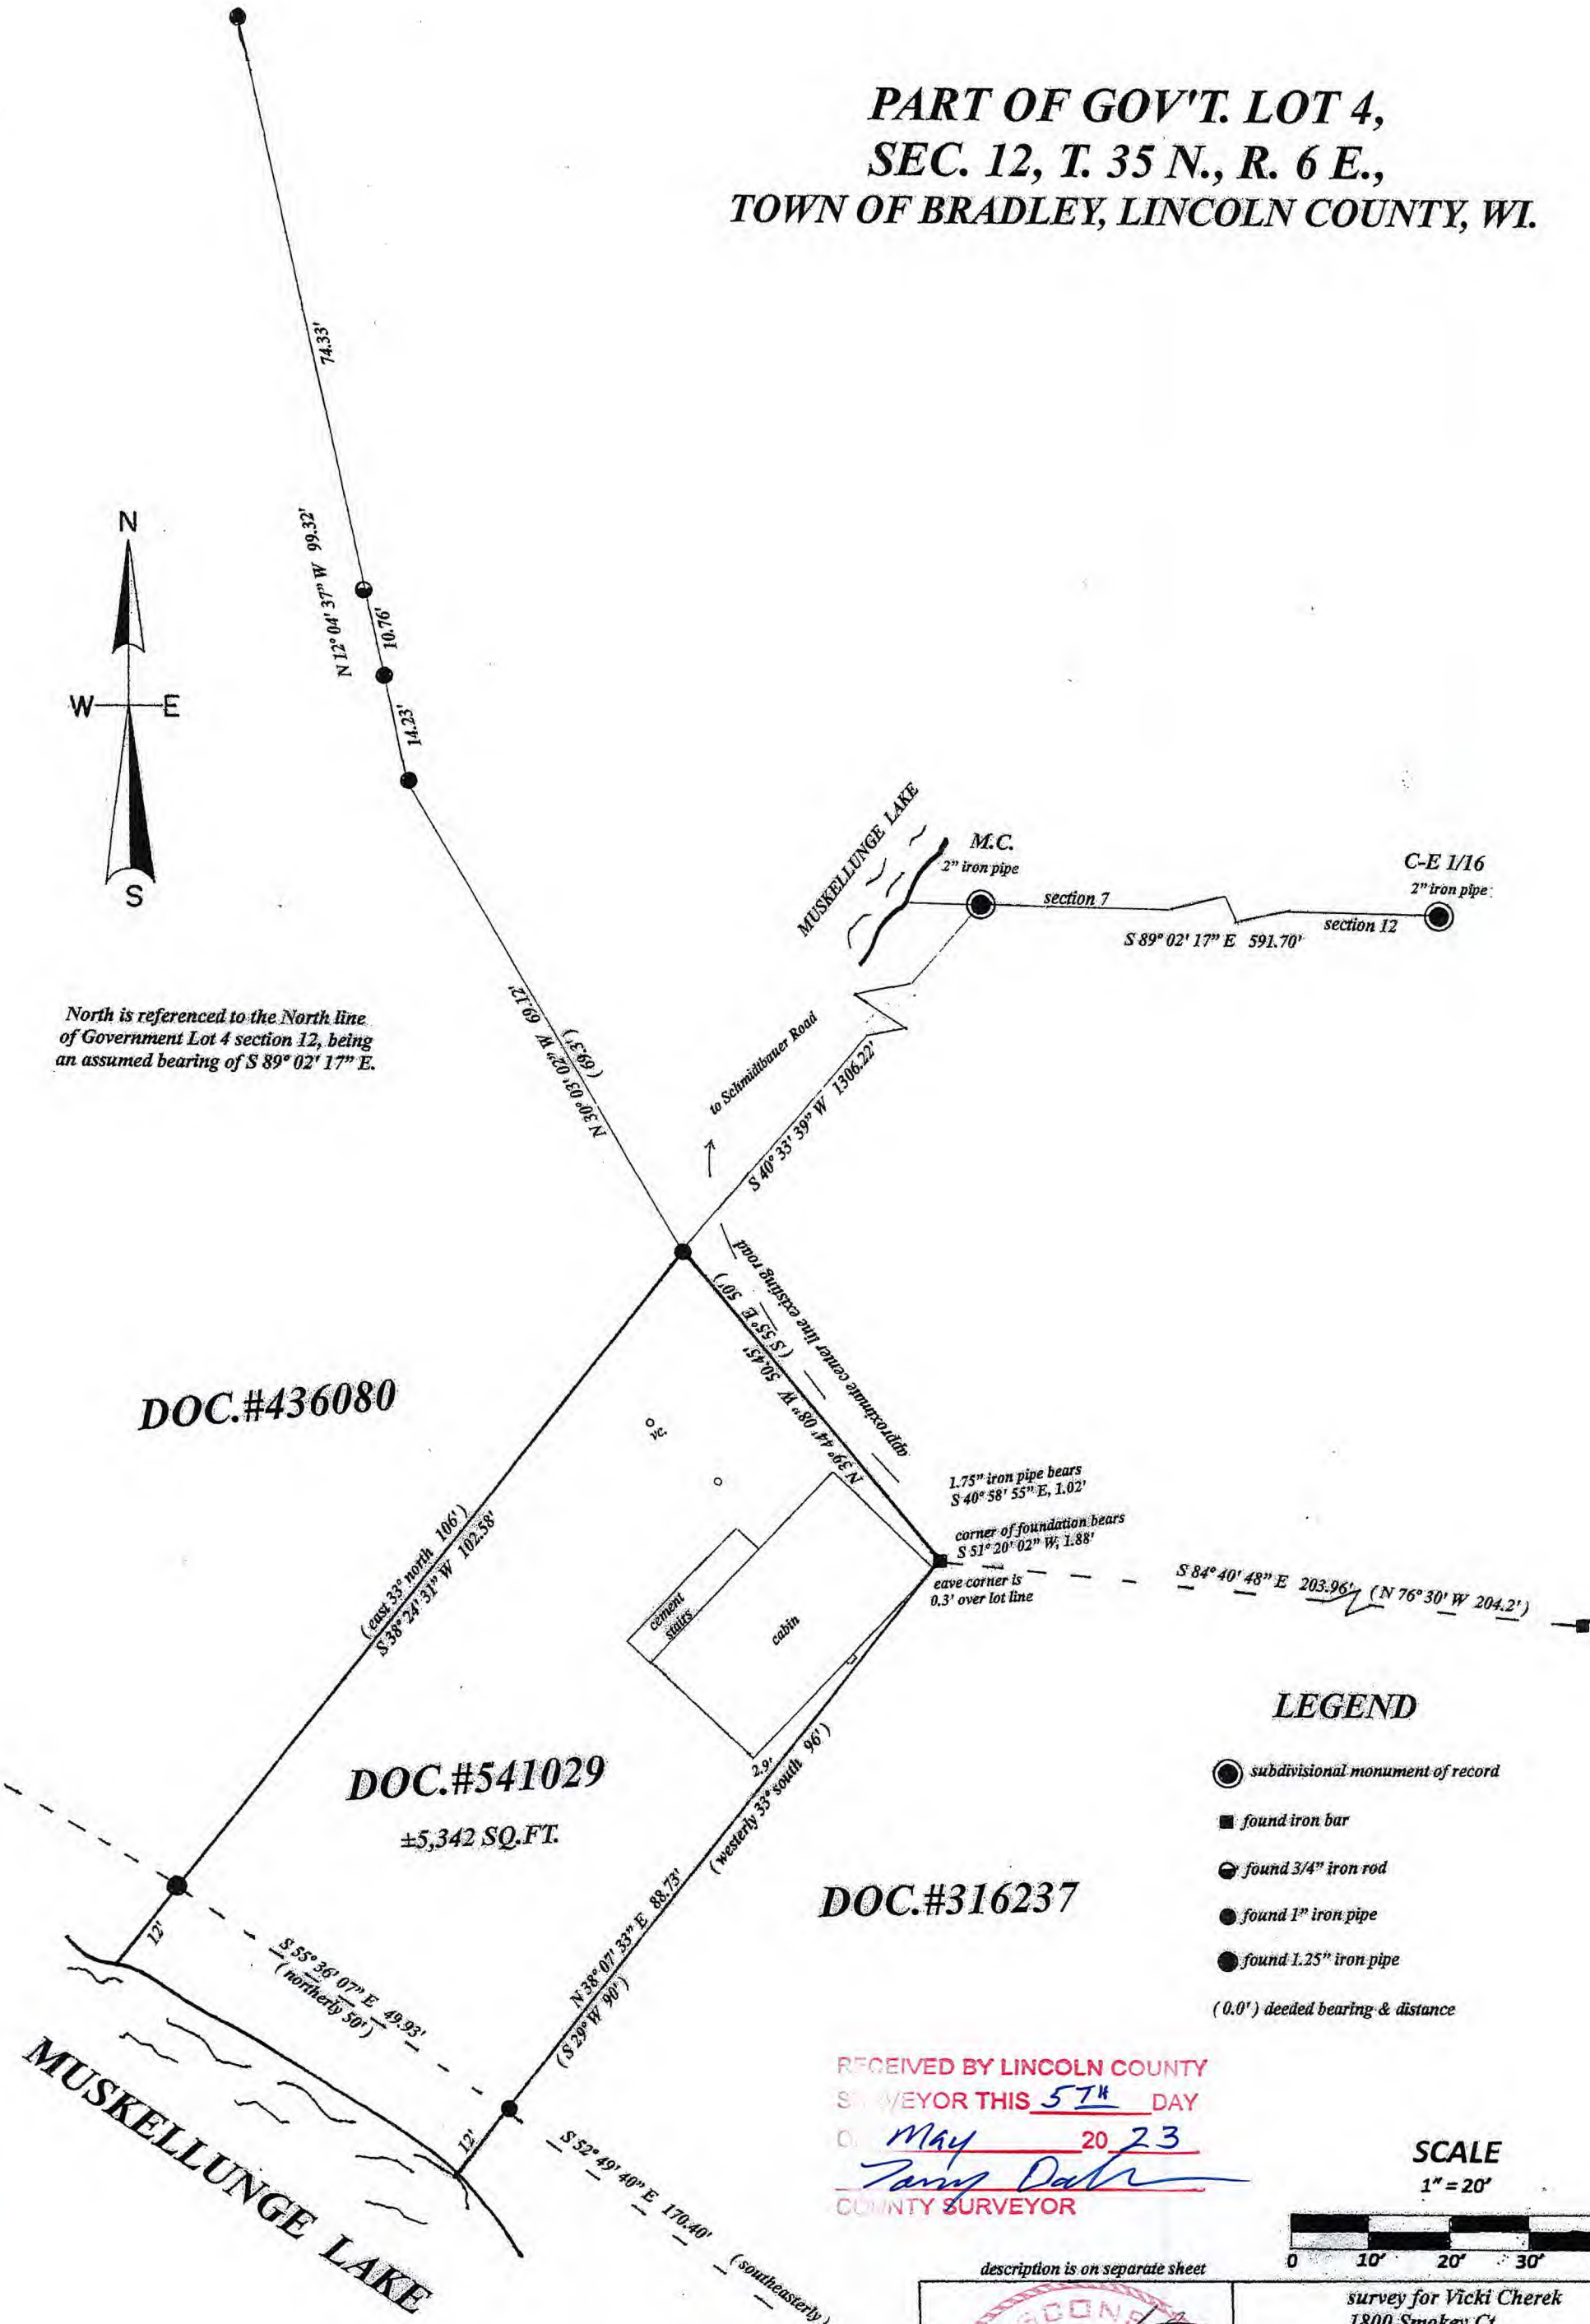 PART OF GOV'T. LOT 4,
SEC. 12, T. 35 N., R. 6 E.,
TOWN OF BRADLEY, LINCOLN COUNTY, WI.
74.33'
N 12° 04' 37" W 99.32'
10.76'
14.23'
N
W E
S
North is referenced to the North line
of Government Lot 4 section 12, being
an assumed bearing of S 89° 02' 17" E.
MUSKELLUNGE LAKE
M.C.
2" iron pipe
section 7
C-E 1/16
2" iron pipe
section 12
S 89° 02' 17" E 591.70'
N 30° 03' 02" W 69.12'
( 69.3' )
to Schmidtbauer Road
S 40° 33' 39" W 1306.22'
approximate center line existing road
( S 55° E 50' )
N 39° 44' 08" W 50.45'
DOC.#436080
vc.
1.75" iron pipe bears
S 40° 58' 55" E, 1.02'
corner of foundation bears
S 51° 20' 02" W, 1.88'
eave corner is
0.3' over lot line
S 84° 40' 48" E 203.96' ( N 76° 30' W 204.2' )
( east 33° north 106' )
S 38° 24' 31" W 102.58'
cement
stairs
cabin
2.9'
( westerly 33° south 96' )
DOC.#541029
±5,342 SQ.FT.
N 38° 07' 33" E 88.73'
( S 29° W 90' )
DOC.#316237
12'
S 55° 36' 07" E 49.93'
( northerly 50' )
12'
S 52° 49' 40" E 170.40'
( southeasterly )
MUSKELLUNGE LAKE
LEGEND
subdivisional monument of record
found iron bar
found 3/4" iron rod
found 1" iron pipe
found 1.25" iron pipe
( 0.0' ) deeded bearing & distance
RECEIVED BY LINCOLN COUNTY
SURVEYOR THIS 5TH DAY
OF May 20 23
COUNTY SURVEYOR
SCALE
1" = 20'
0 10' 20' 30'
description is on separate sheet
survey for Vicki Cherek
1800 Smokey Ct.